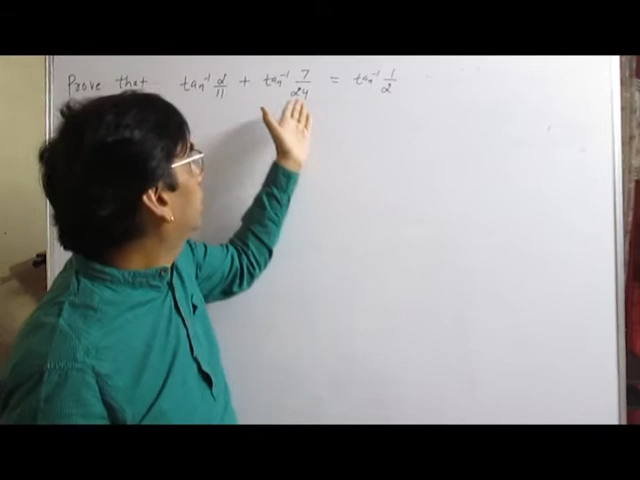 Prove that tan⁻¹ 2/11 + tan⁻¹ 7/24 = tan⁻¹ 1/2